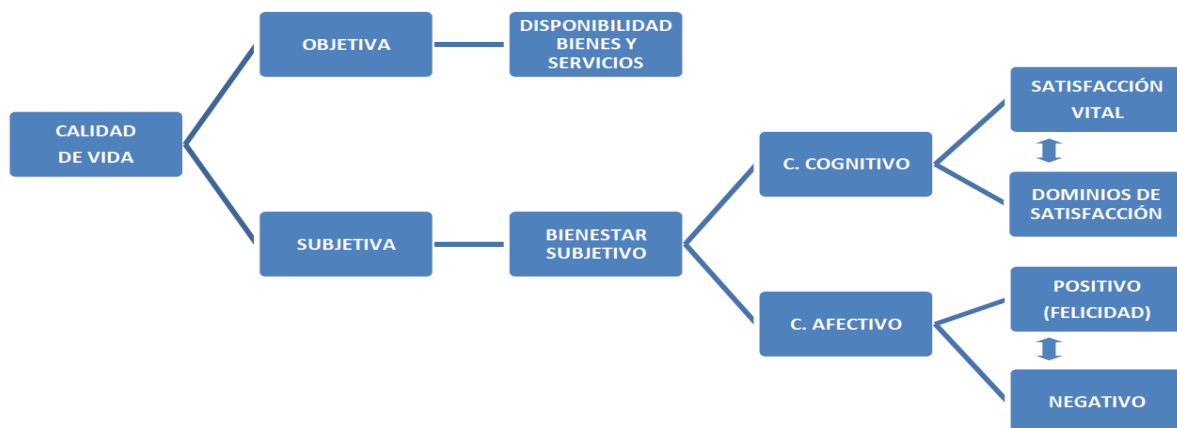 CALIDAD
DE VIDA
OBJETIVA
DISPONIBILIDAD
BIENES Y
SERVICIOS
SUBJETIVA
BIENESTAR
SUBJETIVO
C. COGNITIVO
SATISFACCIÓN
VITAL
DOMINIOS DE
SATISFACCIÓN
C. AFECTIVO
POSITIVO
(FELICIDAD)
NEGATIVO